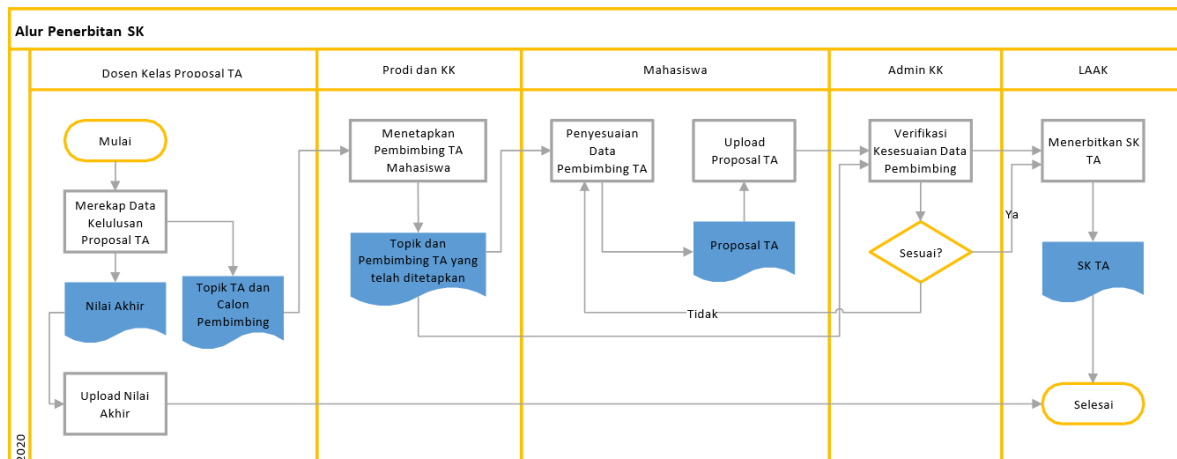 Alur Penerbitan SK
Dosen Kelas Proposal TA
Prodi dan KK
Mahasiswa
Admin KK
LAAK
Mulai
Merekap Data
Kelulusan
Proposal TA
Nilai Akhir
Topik TA dan
Calon
Pembimbing
Upload Nilai
Akhir
Menetapkan
Pembimbing TA
Mahasiswa
Topik dan
Pembimbing TA yang
telah ditetapkan
Penyesuaian
Data
Pembimbing TA
Upload
Proposal TA
Proposal TA
Tidak
Verifikasi
Kesesuaian Data
Pembimbing
Sesuai?
Ya
Menerbitkan SK
TA
SK TA
Selesai
2020